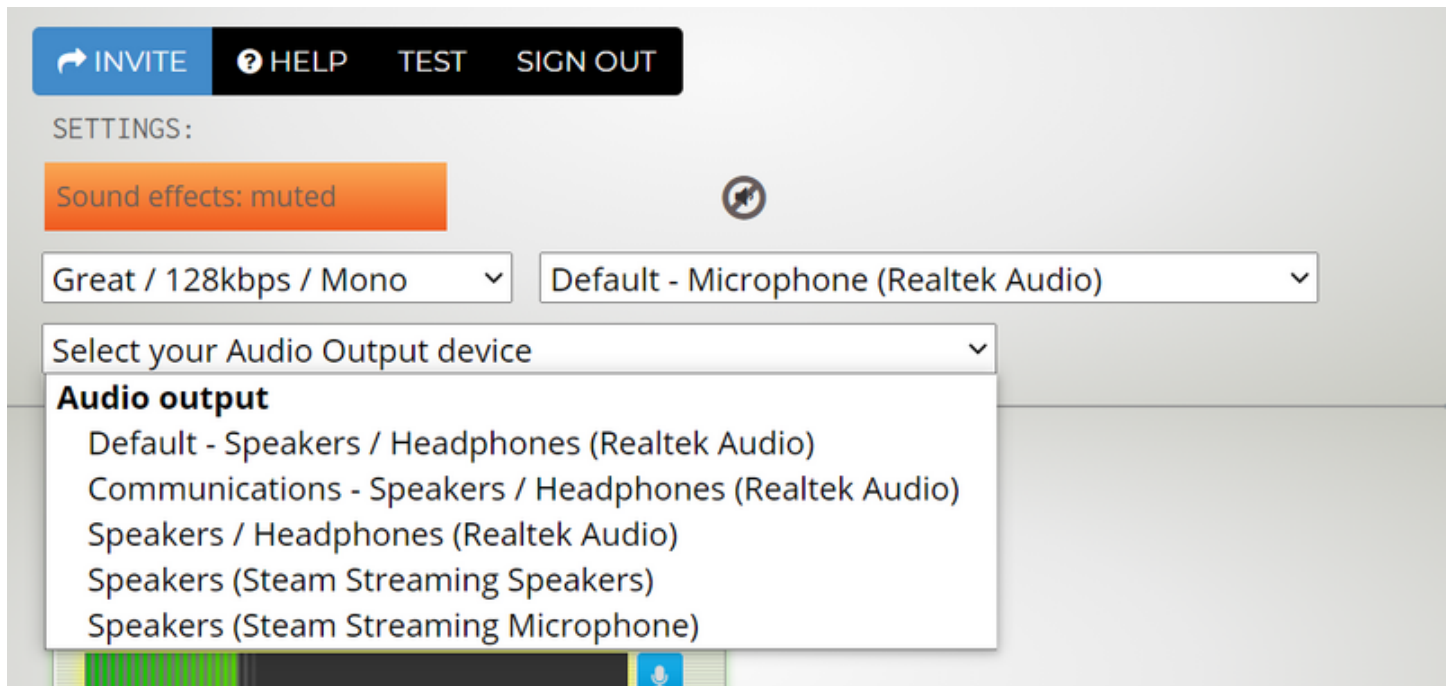 INVITE HELP TEST SIGN OUT
SETTINGS:
Sound effects: muted
Great / 128kbps / Mono Default - Microphone (Realtek Audio)
Select your Audio Output device
Audio output
Default - Speakers / Headphones (Realtek Audio)
Communications - Speakers / Headphones (Realtek Audio)
Speakers / Headphones (Realtek Audio)
Speakers (Steam Streaming Speakers)
Speakers (Steam Streaming Microphone)